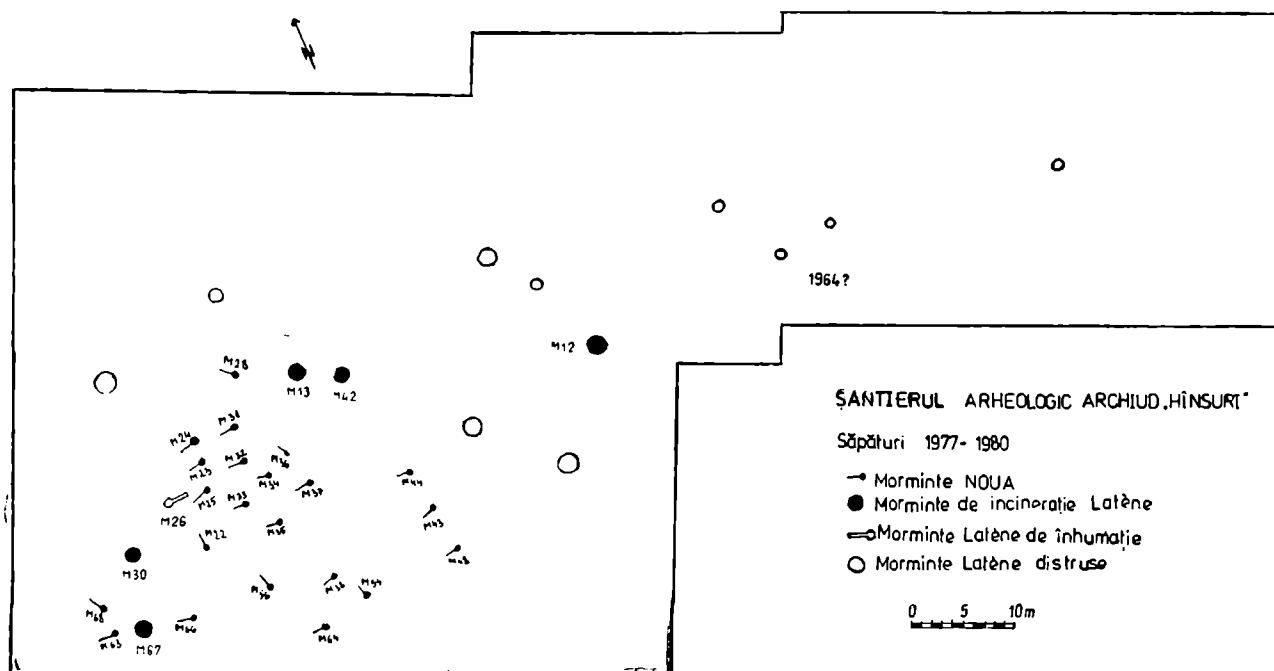 1964?
M12
M28
M13
M42
M31
M24
M32
M23
M36
M34
M37
M44
M25
M33
M26
M43
M22
M35
M30
M38
M68
M66
M64
M63
M67
ŞANTIERUL ARHEOLOGIC ARCHIUD „HÎNSURI"
Săpături 1977-1980
Morminte NOUA
Morminte de incinerație Latène
Morminte Latène de înhumație
Morminte Latène distruse
0 5 10m